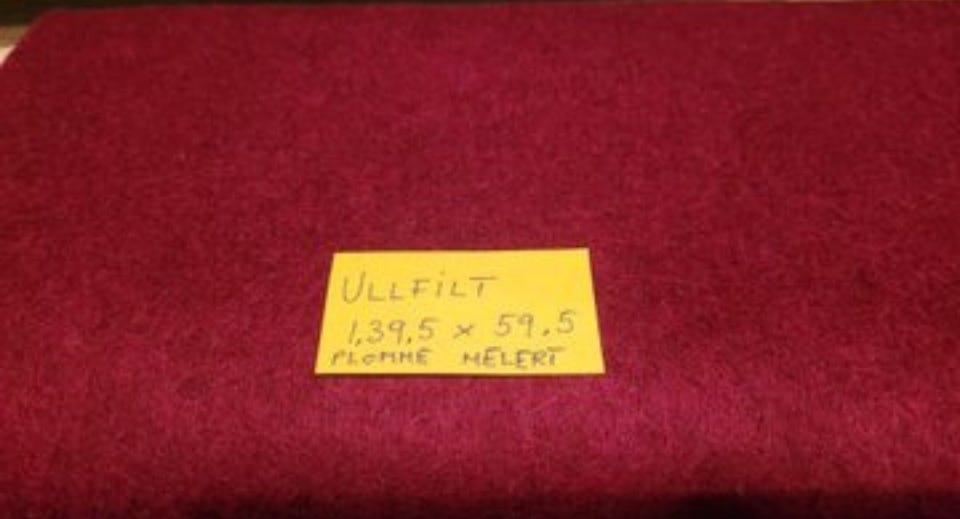 ULLFILT
1,39,5 x 59,5
PLOMME MELERT